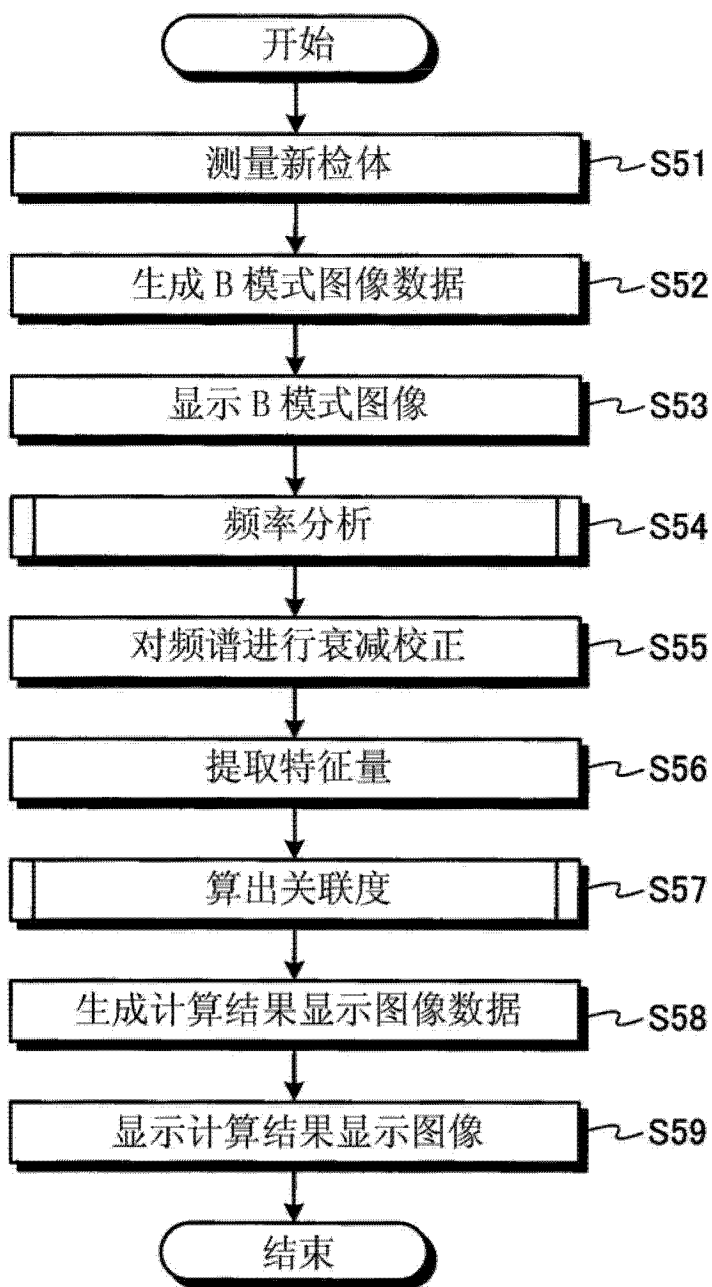 开始
测量新检体
S51
生成 B 模式图像数据
S52
显示 B 模式图像
S53
频率分析
S54
对频谱进行衰减校正
S55
提取特征量
S56
算出关联度
S57
生成计算结果显示图像数据
S58
显示计算结果显示图像
S59
结束